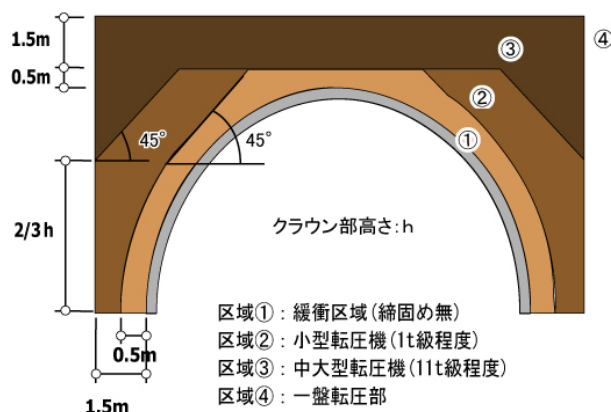 1.5m
③
④
0.5m
②
45°
45°
①
2/3 h
クラウン部高さ:h
区域①:緩衝区域(締固め無)
区域②:小型転圧機(1t級程度)
区域③:中大型転圧機(11t級程度)
区域④:一盤転圧部
0.5m
1.5m